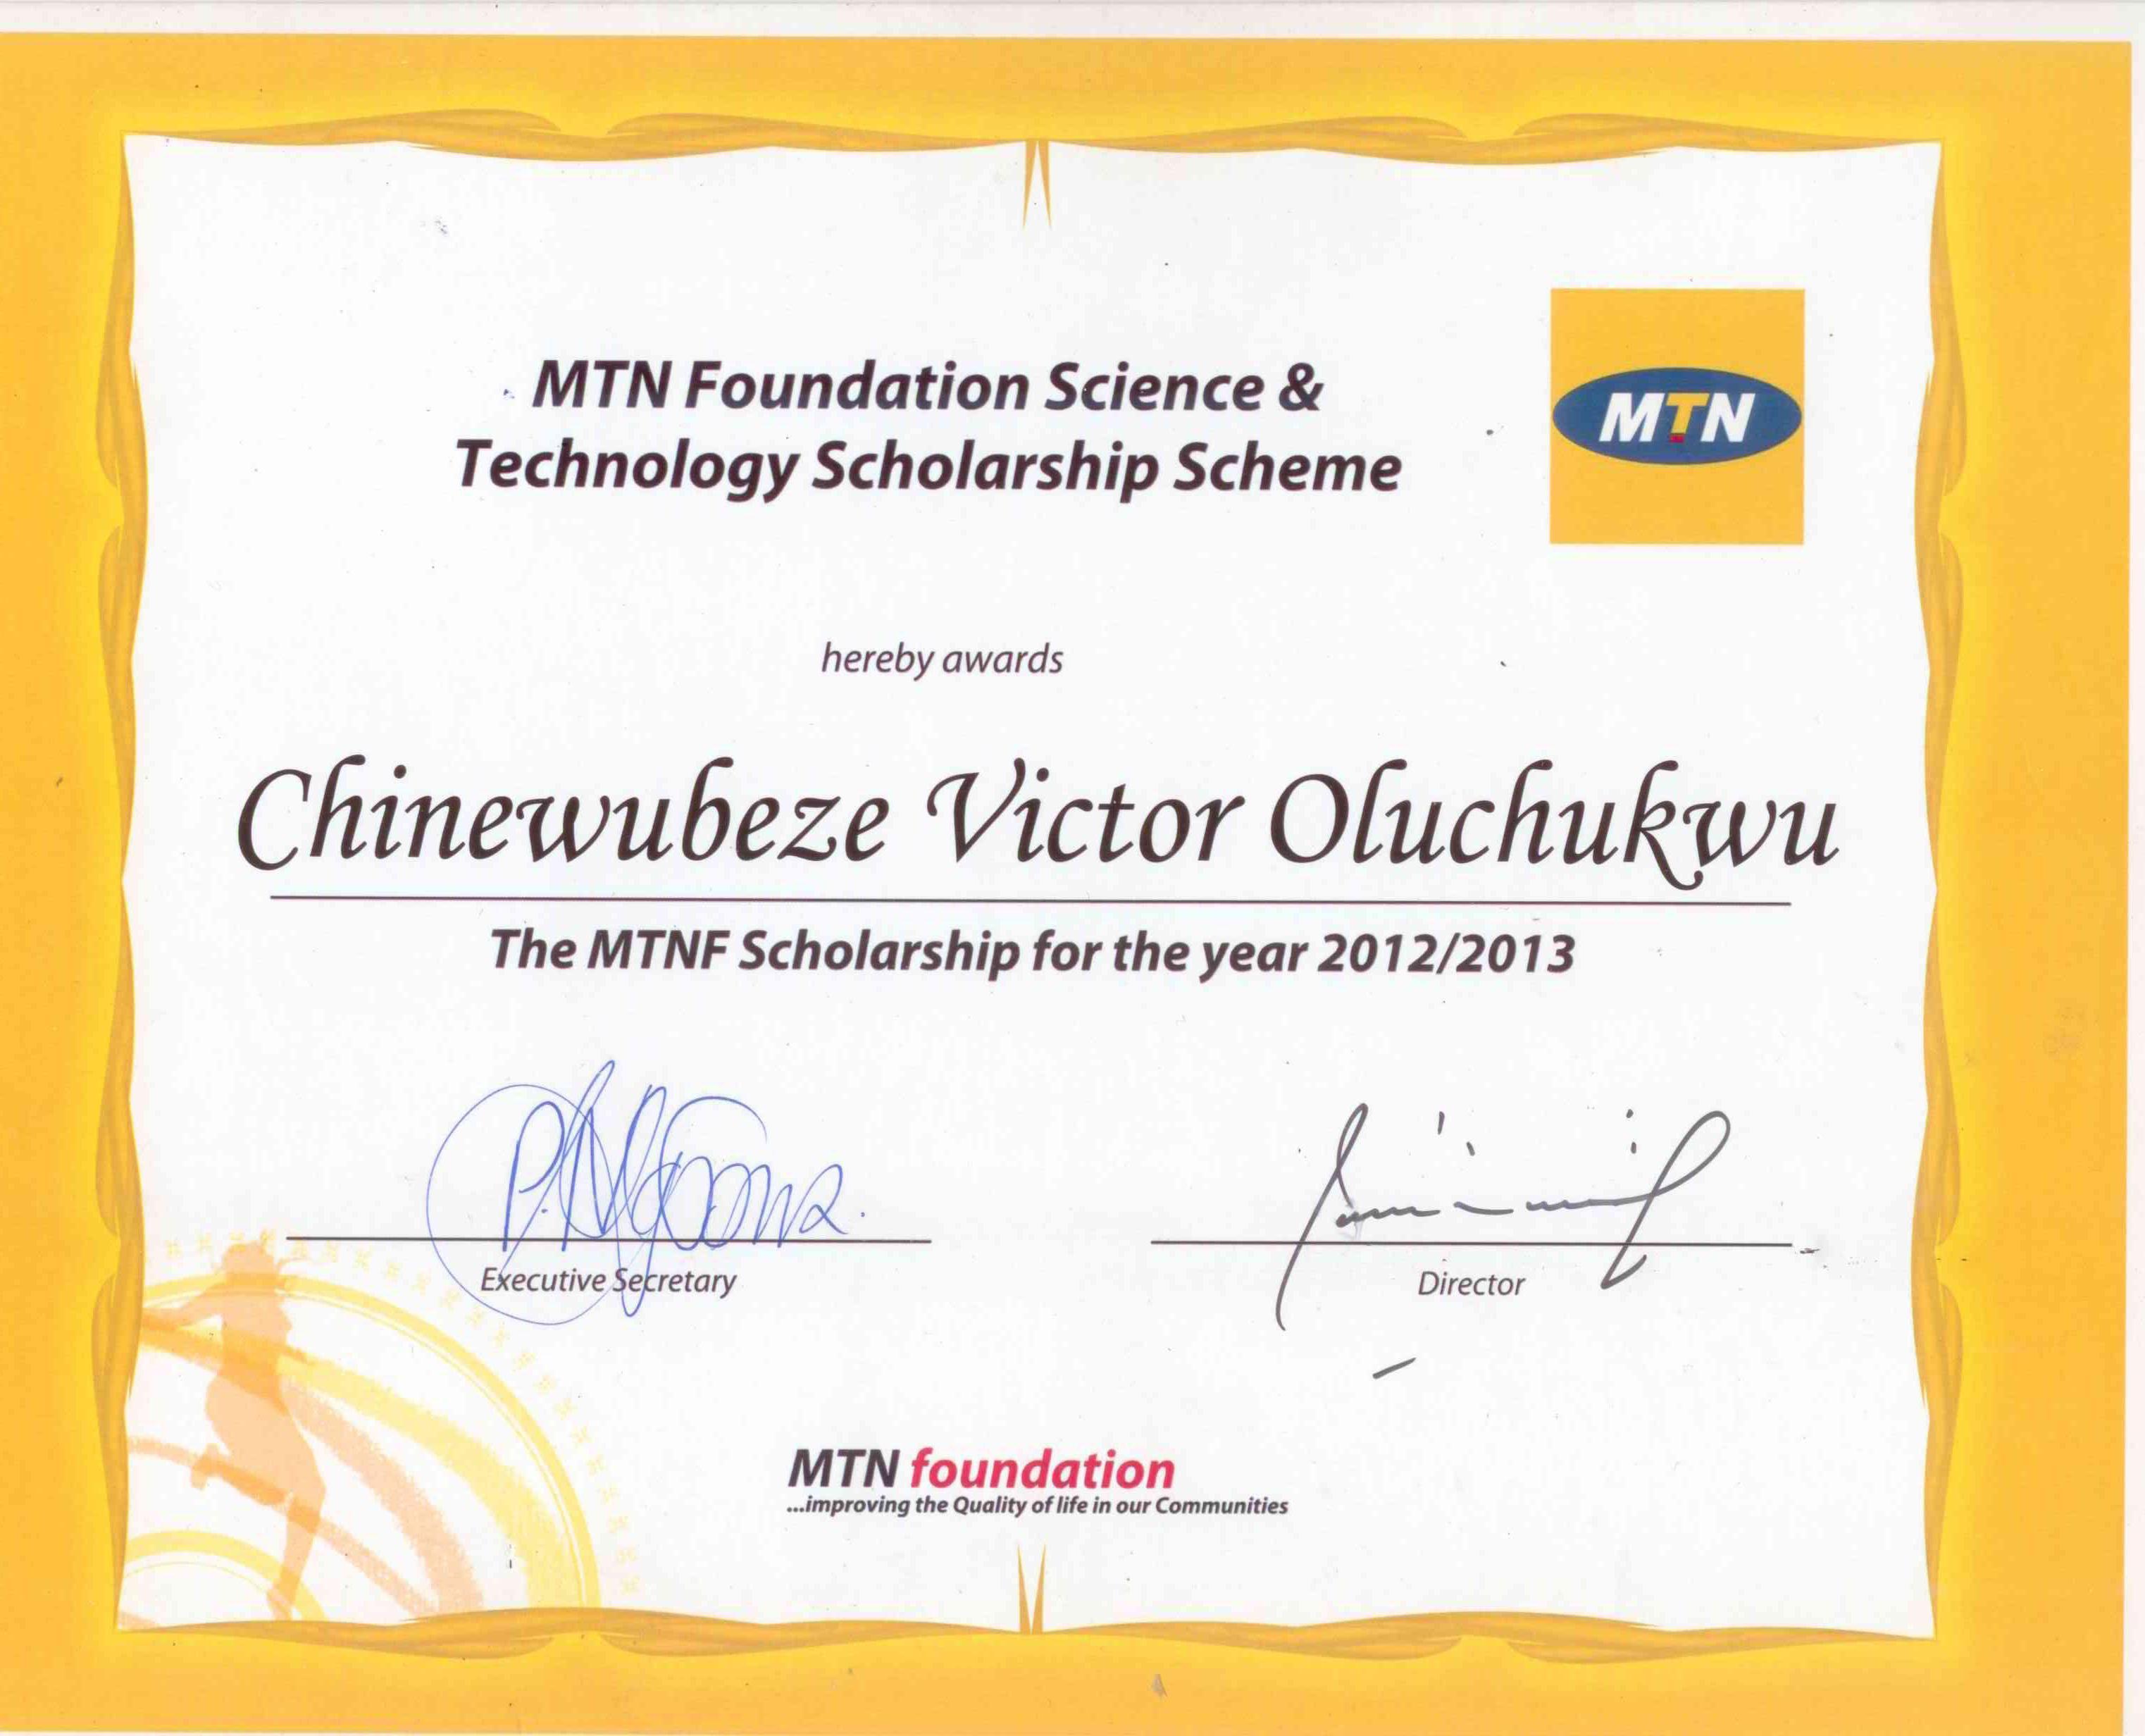 MTN Foundation Science &
Technology Scholarship Scheme
MTN
hereby awards
Chinewubeze Victor Oluchukwu
The MTNF Scholarship for the year 2012/2013
Executive Secretary
Director
MTN foundation
...improving the Quality of life in our Communities